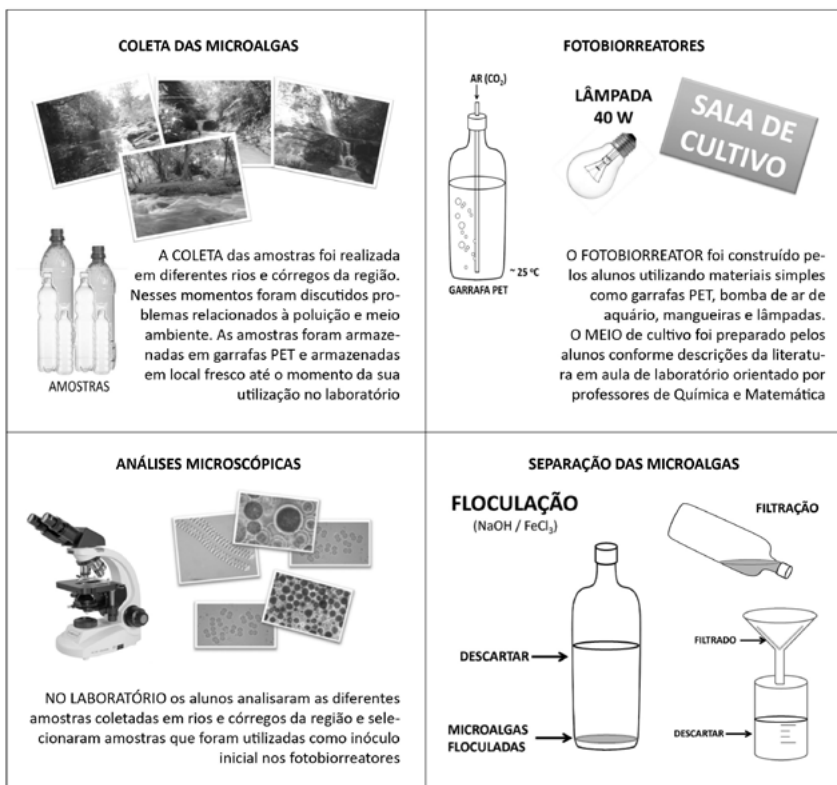 COLETA DAS MICROALGAS
AMOSTRAS
A COLETA das amostras foi realizada
em diferentes rios e córregos da região.
Nesses momentos foram discutidos pro-
blemas relacionados à poluição e meio
ambiente. As amostras foram armaze-
nadas em garrafas PET e armazenadas
em local fresco até o momento da sua
utilização no laboratório
FOTOBIORREATORES
AR (CO₂)
LÂMPADA
40 W
SALA DE
CULTIVO
~ 25 ºC
GARRAFA PET
O FOTOBIORREATOR foi construído pe-
los alunos utilizando materiais simples
como garrafas PET, bomba de ar de
aquário, mangueiras e lâmpadas.
O MEIO de cultivo foi preparado pelos
alunos conforme descrições da literatu-
ra em aula de laboratório orientado por
professores de Química e Matemática
ANÁLISES MICROSCÓPICAS
NO LABORATÓRIO os alunos analisaram as diferentes
amostras coletadas em rios e córregos da região e sele-
cionaram amostras que foram utilizadas como inóculo
inicial nos fotobiorreatores
SEPARAÇÃO DAS MICROALGAS
FLOCULAÇÃO
(NaOH / FeCl₃)
DESCARTAR
MICROALGAS
FLOCULADAS
FILTRAÇÃO
FILTRADO
DESCARTAR